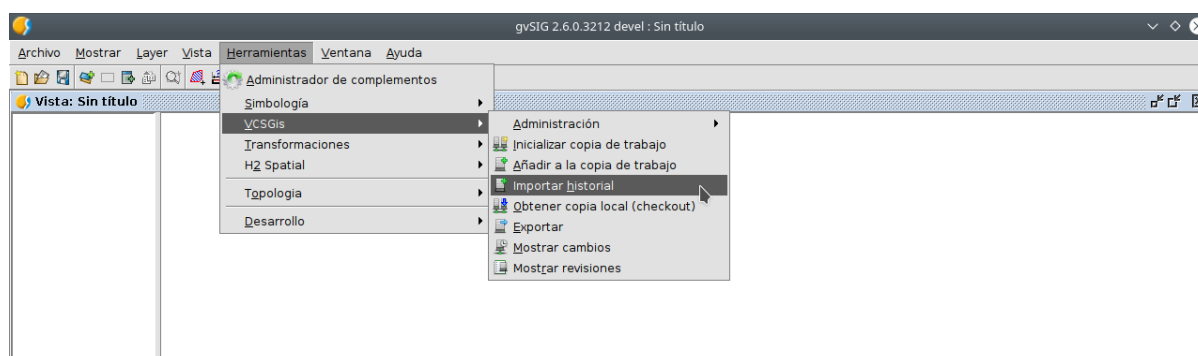 gvSIG 2.6.0.3212 devel : Sin título
Archivo Mostrar Layer Vista Herramientas Ventana Ayuda
Vista: Sin título
Administrador de complementos
Simbología
VCSGis
Transformaciones
H2 Spatial
Topologia
Desarrollo
Administración
Inicializar copia de trabajo
Añadir a la copia de trabajo
Importar historial
Obtener copia local (checkout)
Exportar
Mostrar cambios
Mostrar revisiones